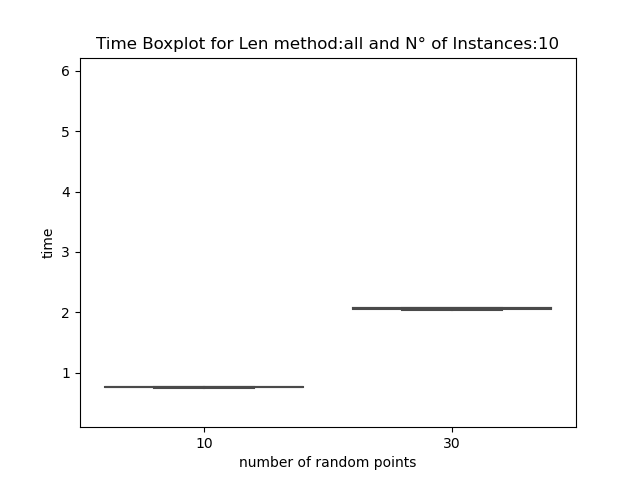 Time Boxplot for Len method:all and N° of Instances:10
6
5
4
3
2
1
time
10
30
number of random points